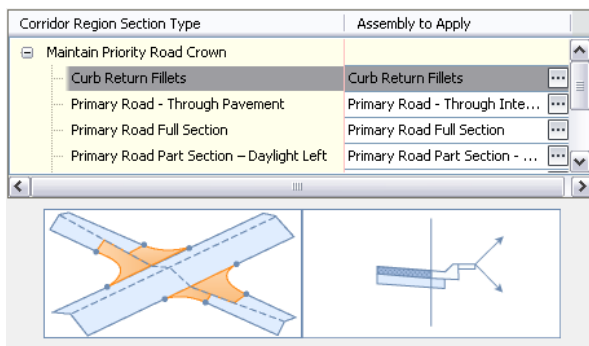 Corridor Region Section Type Assembly to Apply
Maintain Priority Road Crown
Curb Return Fillets Curb Return Fillets ...
Primary Road - Through Pavement Primary Road - Through Inte... ...
Primary Road Full Section Primary Road Full Section ...
Primary Road Part Section – Daylight Left Primary Road Part Section - ... ...